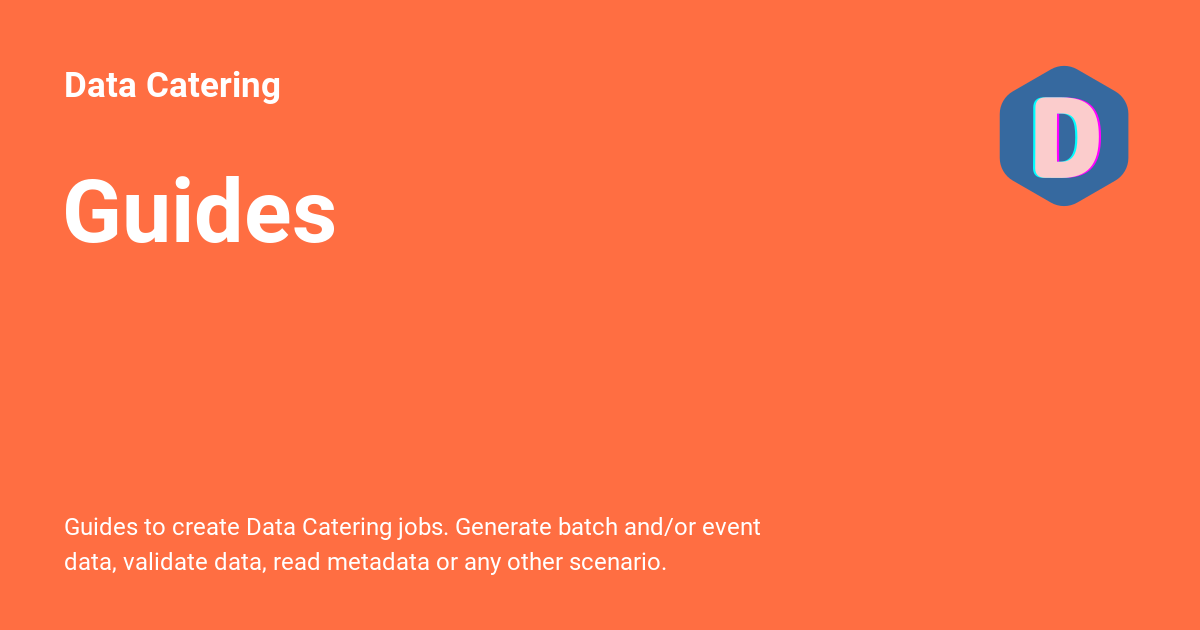 Data Catering
D
Guides
Guides to create Data Catering jobs. Generate batch and/or event
data, validate data, read metadata or any other scenario.